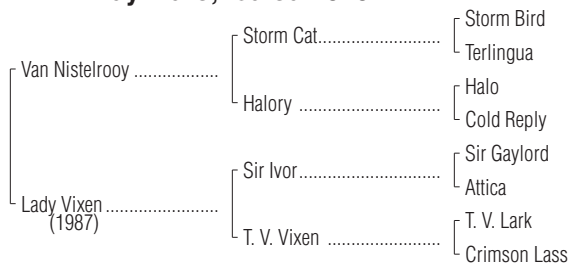 Storm Bird
Storm Cat
Terlingua
Van Nistelrooy
Halo
Halory
Cold Reply
Sir Gaylord
Sir Ivor
Attica
Lady Vixen
(1987)
T. V. Lark
T. V. Vixen
Crimson Lass